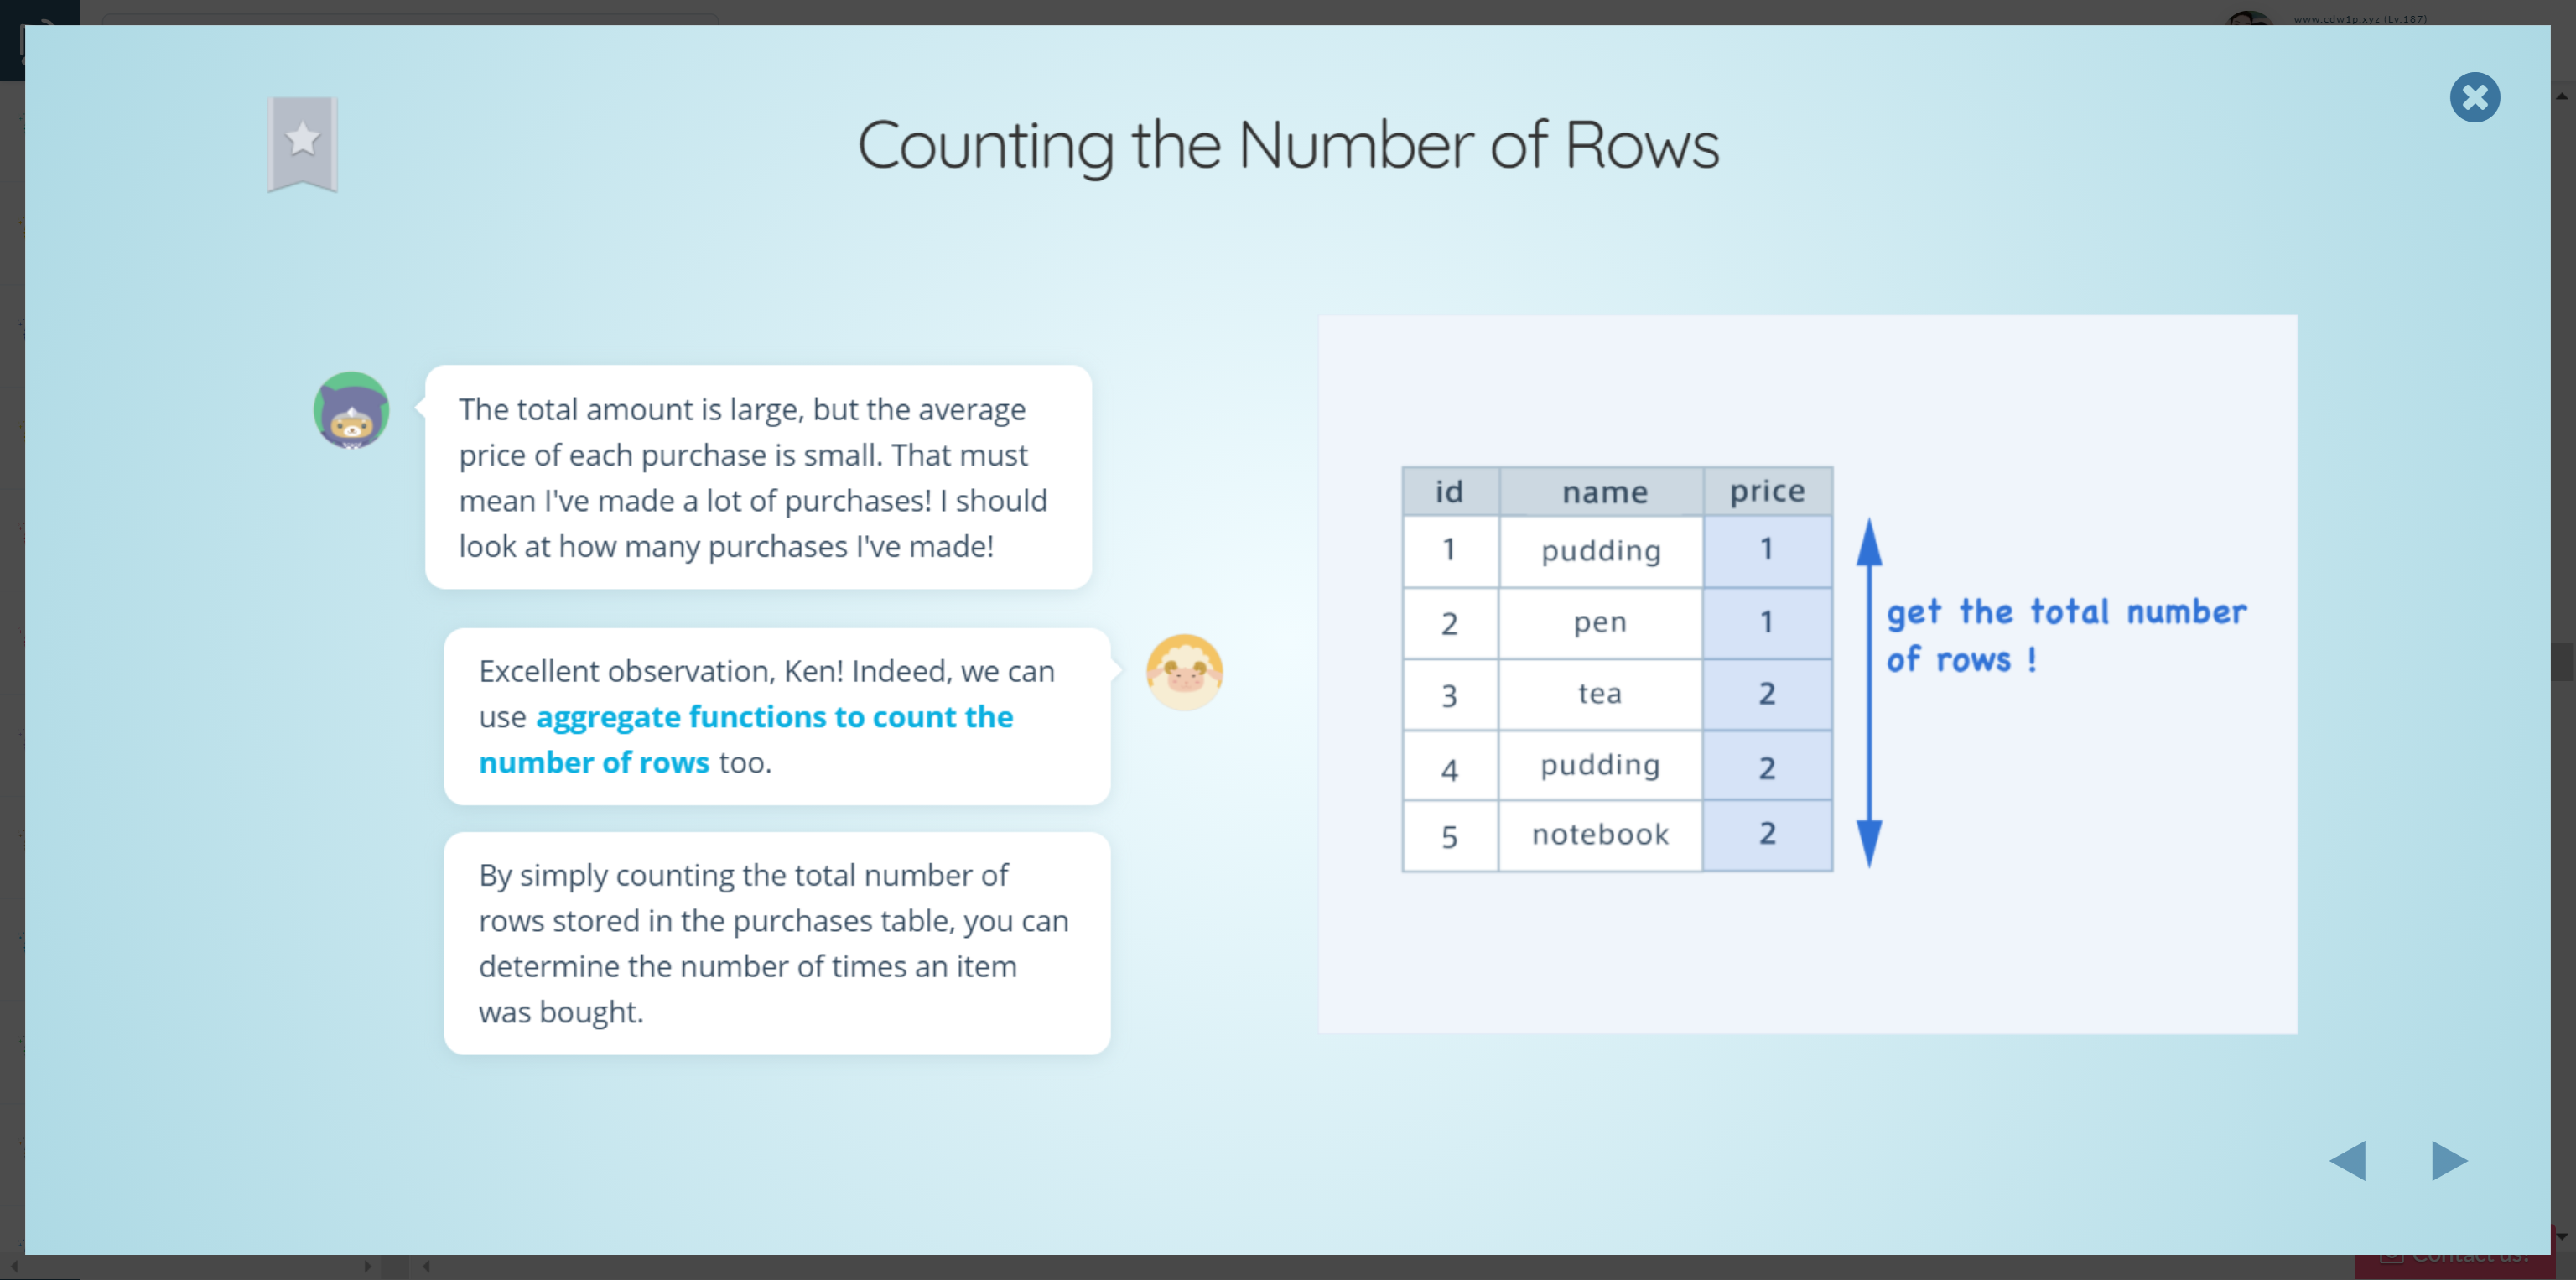 www.cdw1p.xyz (Lv.187)
Counting the Number of Rows
The total amount is large, but the average
price of each purchase is small. That must
mean I've made a lot of purchases! I should
look at how many purchases I've made!
Excellent observation, Ken! Indeed, we can
use aggregate functions to count the
number of rows too.
By simply counting the total number of
rows stored in the purchases table, you can
determine the number of times an item
was bought.
id name price
1 pudding 1
2 pen 1
3 tea 2
4 pudding 2
5 notebook 2
get the total number
of rows !
Contact us!